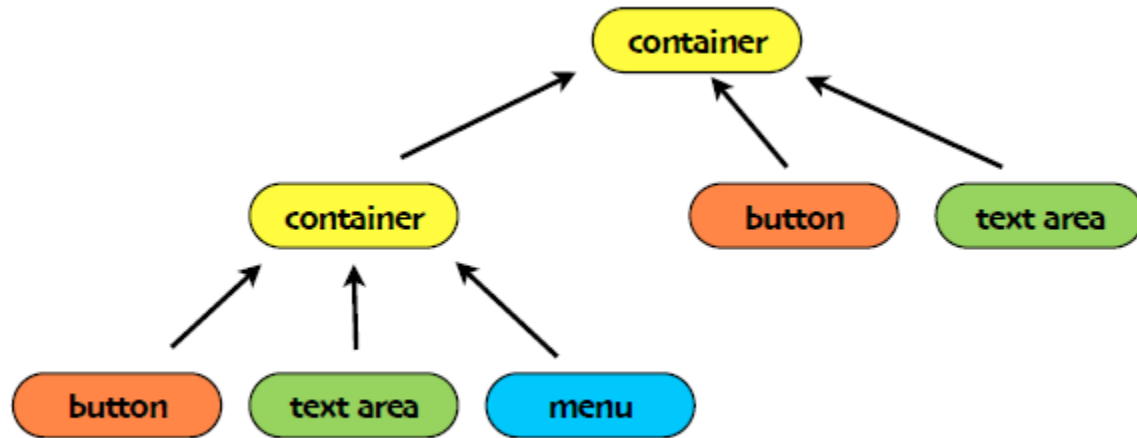 container
container
button
text area
button
text area
menu